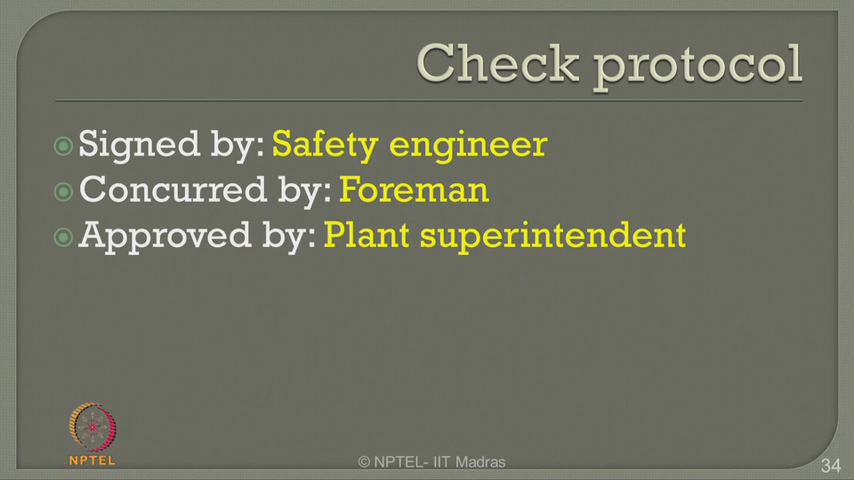 Check protocol
Signed by: Safety engineer
Concurred by: Foreman
Approved by: Plant superintendent
NPTEL
© NPTEL- IIT Madras
34